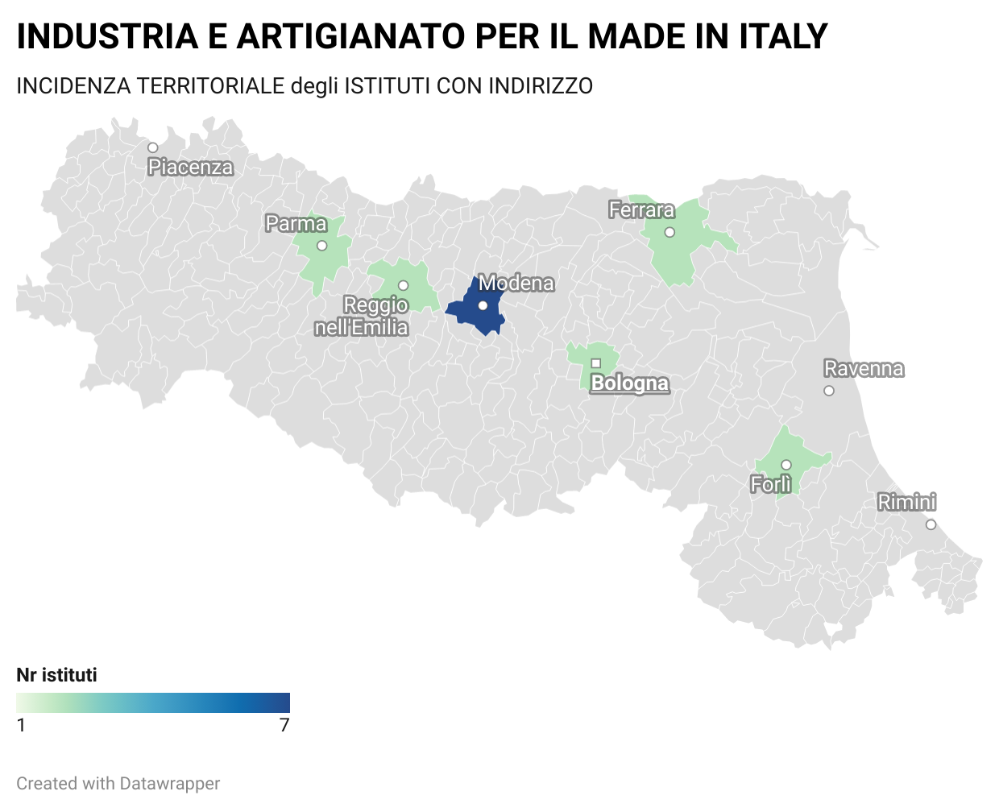 INDUSTRIA E ARTIGIANATO PER IL MADE IN ITALY
INCIDENZA TERRITORIALE degli ISTITUTI CON INDIRIZZO
Piacenza
Parma
Ferrara
Modena
Reggio
nell'Emilia
Bologna
Ravenna
Forlì
Rimini
Nr istituti
1
7
Created with Datawrapper